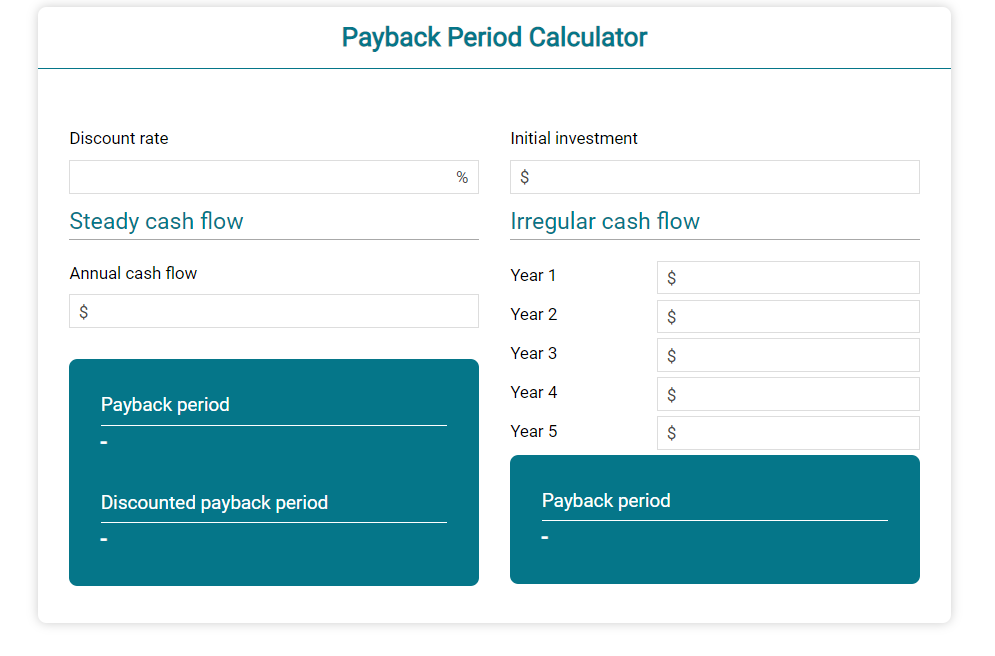 Payback Period Calculator
Discount rate
%
Initial investment
$
Steady cash flow
Annual cash flow
$
Payback period
-
Discounted payback period
-
Irregular cash flow
Year 1 $
Year 2 $
Year 3 $
Year 4 $
Year 5 $
Payback period
-